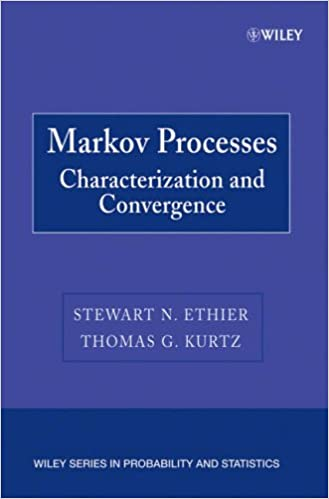 WILEY
Markov Processes
Characterization and
Convergence
STEWART N. ETHIER
THOMAS G. KURTZ
WILEY SERIES IN PROBABILITY AND STATISTICS